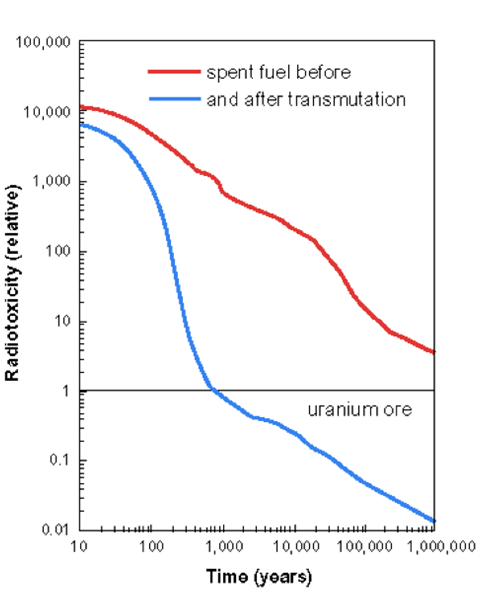 100,000
spent fuel before
and after transmutation
10,000
1,000
100
10
1
uranium ore
0.1
0.01
10 100 1,000 10,000 100,000 1,000,000
Time (years)
Radiotoxicity (relative)